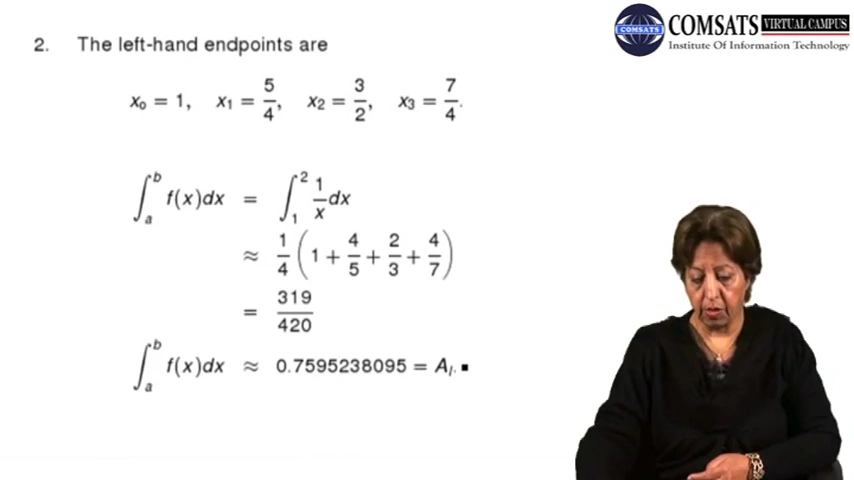 COMSATS VIRTUAL CAMPUS
COMSATS
Institute Of Information Technology
2. The left-hand endpoints are
x₀ = 1, x₁ = 5/4, x₂ = 3/2, x₃ = 7/4.
∫ₐᵇ f(x)dx = ∫₁² 1/x dx
≈ 1/4 (1 + 4/5 + 2/3 + 4/7)
= 319/420
∫ₐᵇ f(x)dx ≈ 0.7595238095 = Aₗ. ■